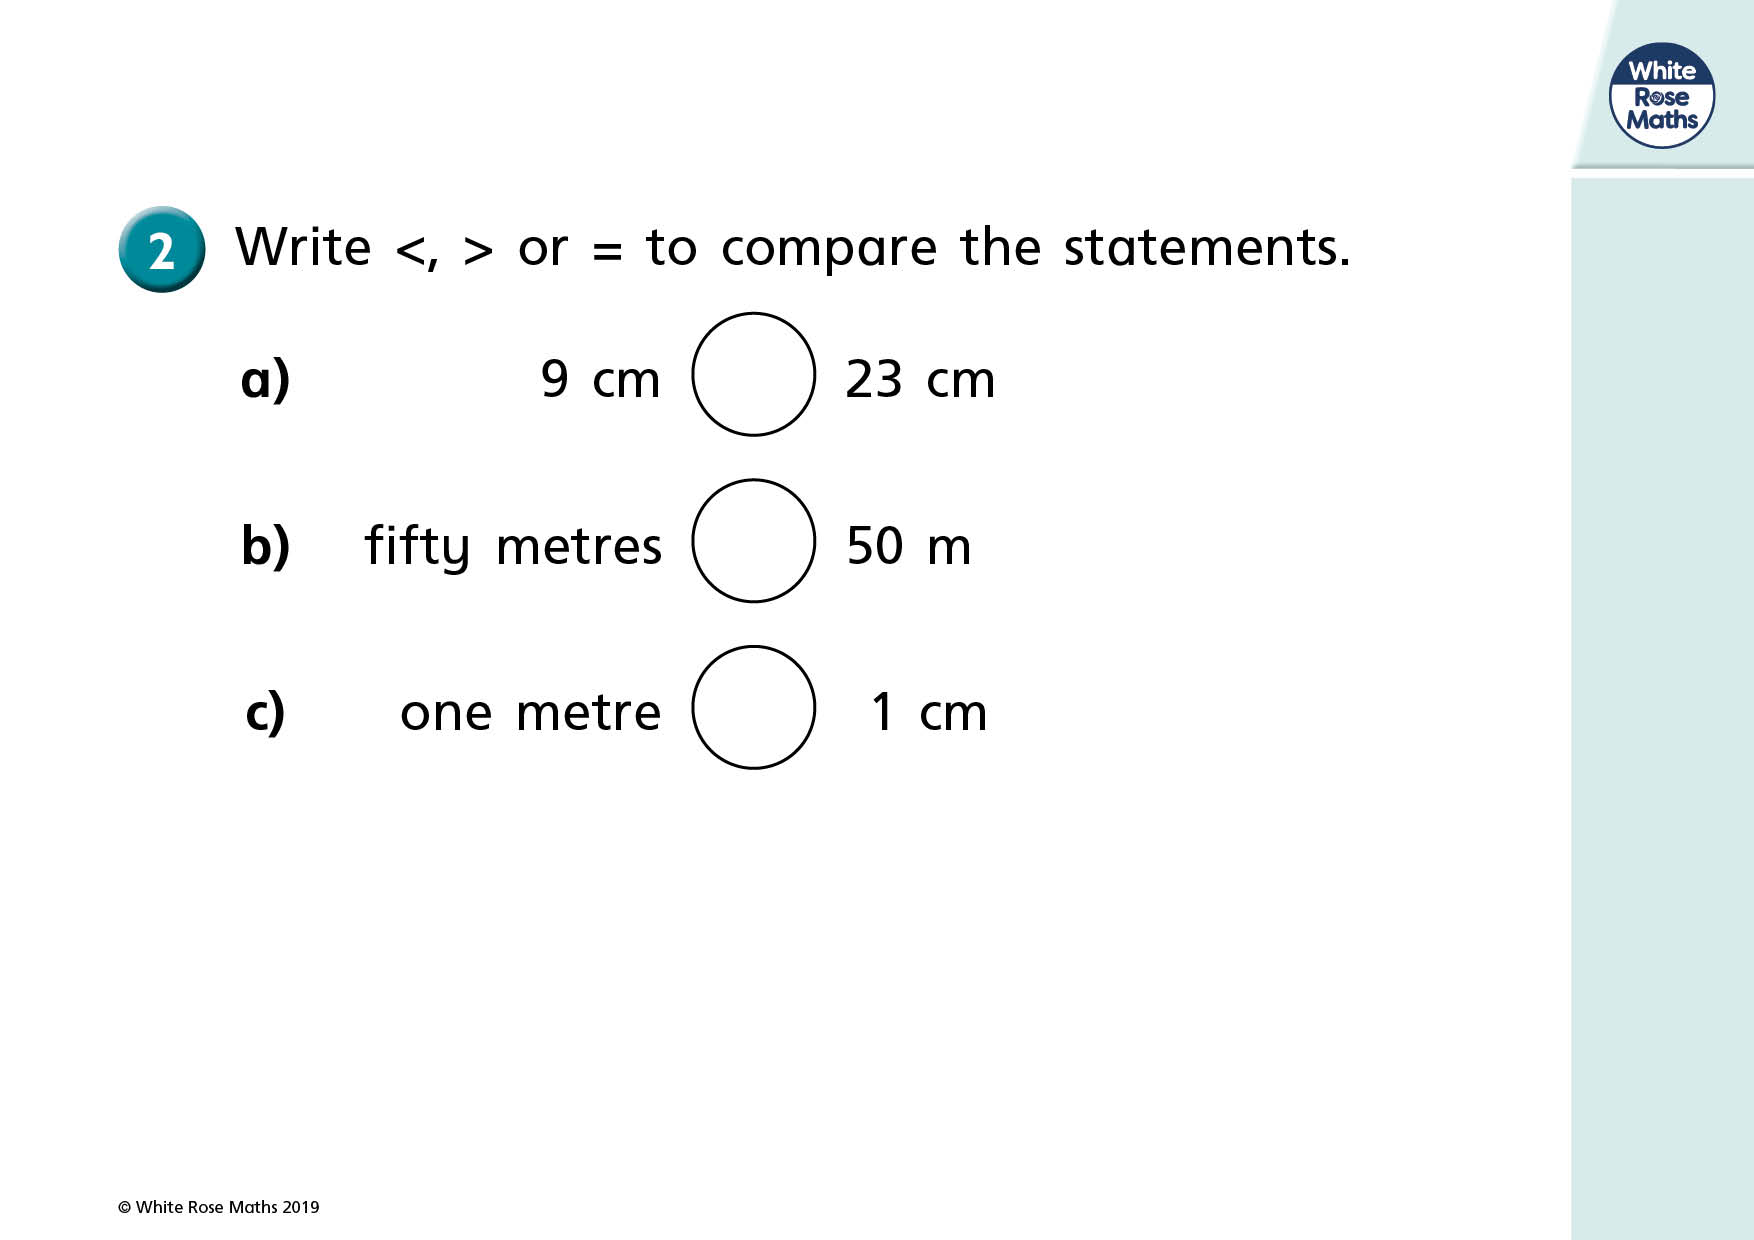 White
Rose
Maths
2 Write <, > or = to compare the statements.
a) 9 cm 23 cm
b) fifty metres 50 m
c) one metre 1 cm
© White Rose Maths 2019